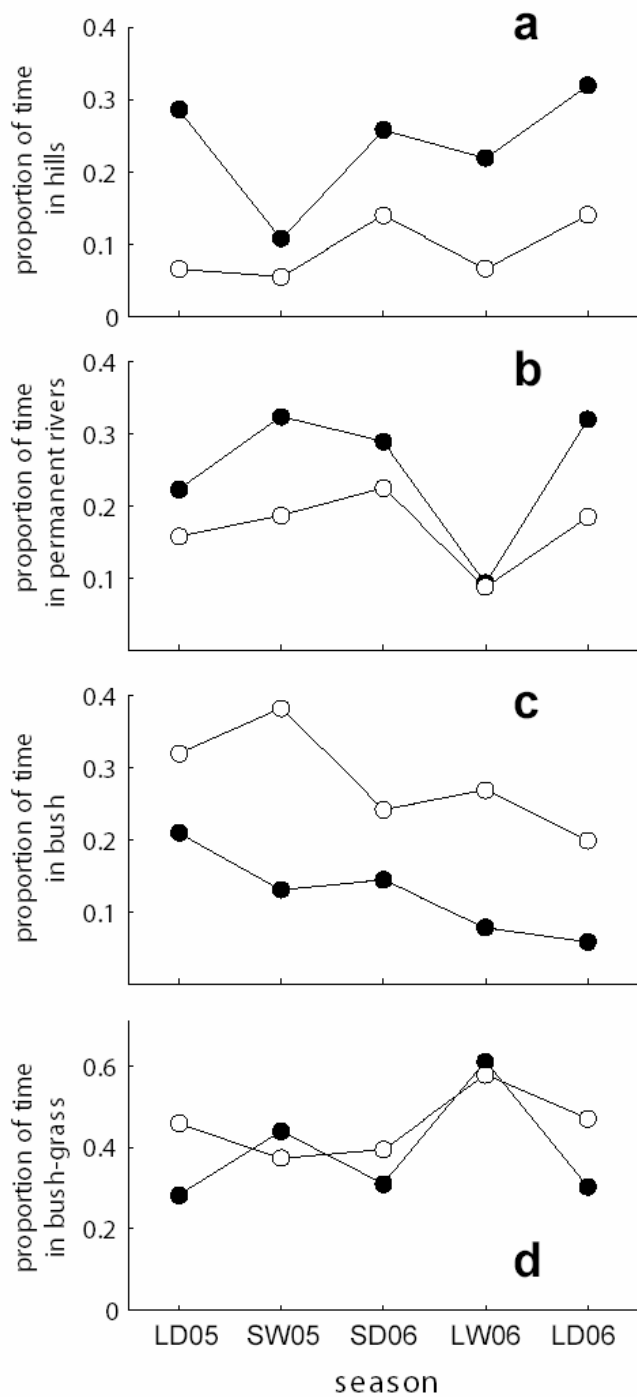 a
proportion of time
in hills
0.4
0.3
0.2
0.1
0
b
proportion of time
in permanent rivers
0.4
0.3
0.2
0.1
c
proportion of time
in bush
0.4
0.3
0.2
0.1
d
proportion of time
in bush-grass
0.6
0.4
0.2
0
LD05 SW05 SD06 LW06 LD06
season